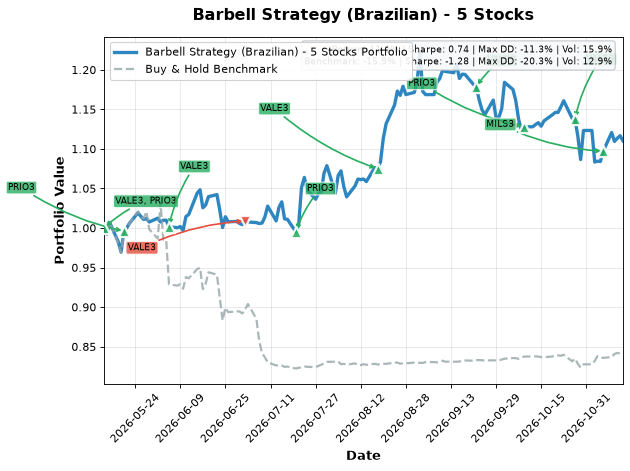 Barbell Strategy (Brazilian) - 5 Stocks
Barbell Strategy (Brazilian) - 5 Stocks Portfolio
Buy & Hold Benchmark
Sharpe: 0.74 | Max DD: -11.3% | Vol: 15.9%
Benchmark: -15.9% | Sharpe: -1.28 | Max DD: -20.3% | Vol: 12.9%
PRIO3
VALE3
MILS3
VALE3
PRIO3
PRIO3
VALE3, PRIO3
VALE3
Portfolio Value
1.20
1.15
1.10
1.05
1.00
0.95
0.90
0.85
2026-05-24
2026-06-09
2026-06-25
2026-07-11
2026-07-27
2026-08-12
2026-08-28
2026-09-13
2026-09-29
2026-10-15
2026-10-31
Date